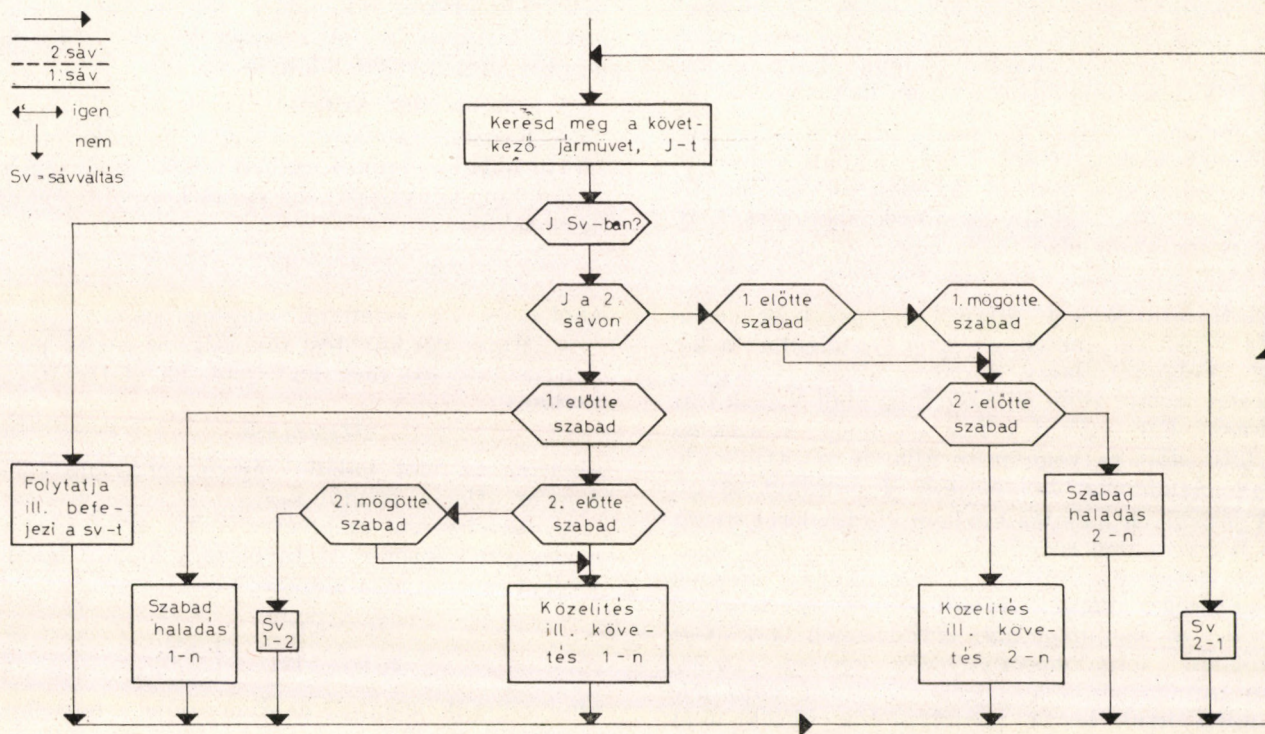 2. sáv
1. sáv
igen
nem
Sv = sávváltás
Keresd meg a követ-
kező járművet, J-t
J Sv-ban?
J a 2.
sávon
1. előtte
szabad
1. mögötte
szabad
1. előtte
szabad
2. előtte
szabad
Folytatja
ill. befe-
jezi a sv-t
2. mögötte
szabad
2. előtte
szabad
Szabad
haladás
2-n
Szabad
haladás
1-n
Sv
1-2
Közelítés
ill. köve-
tés 1-n
Közelítés
ill. köve-
tés 2-n
Sv
2-1